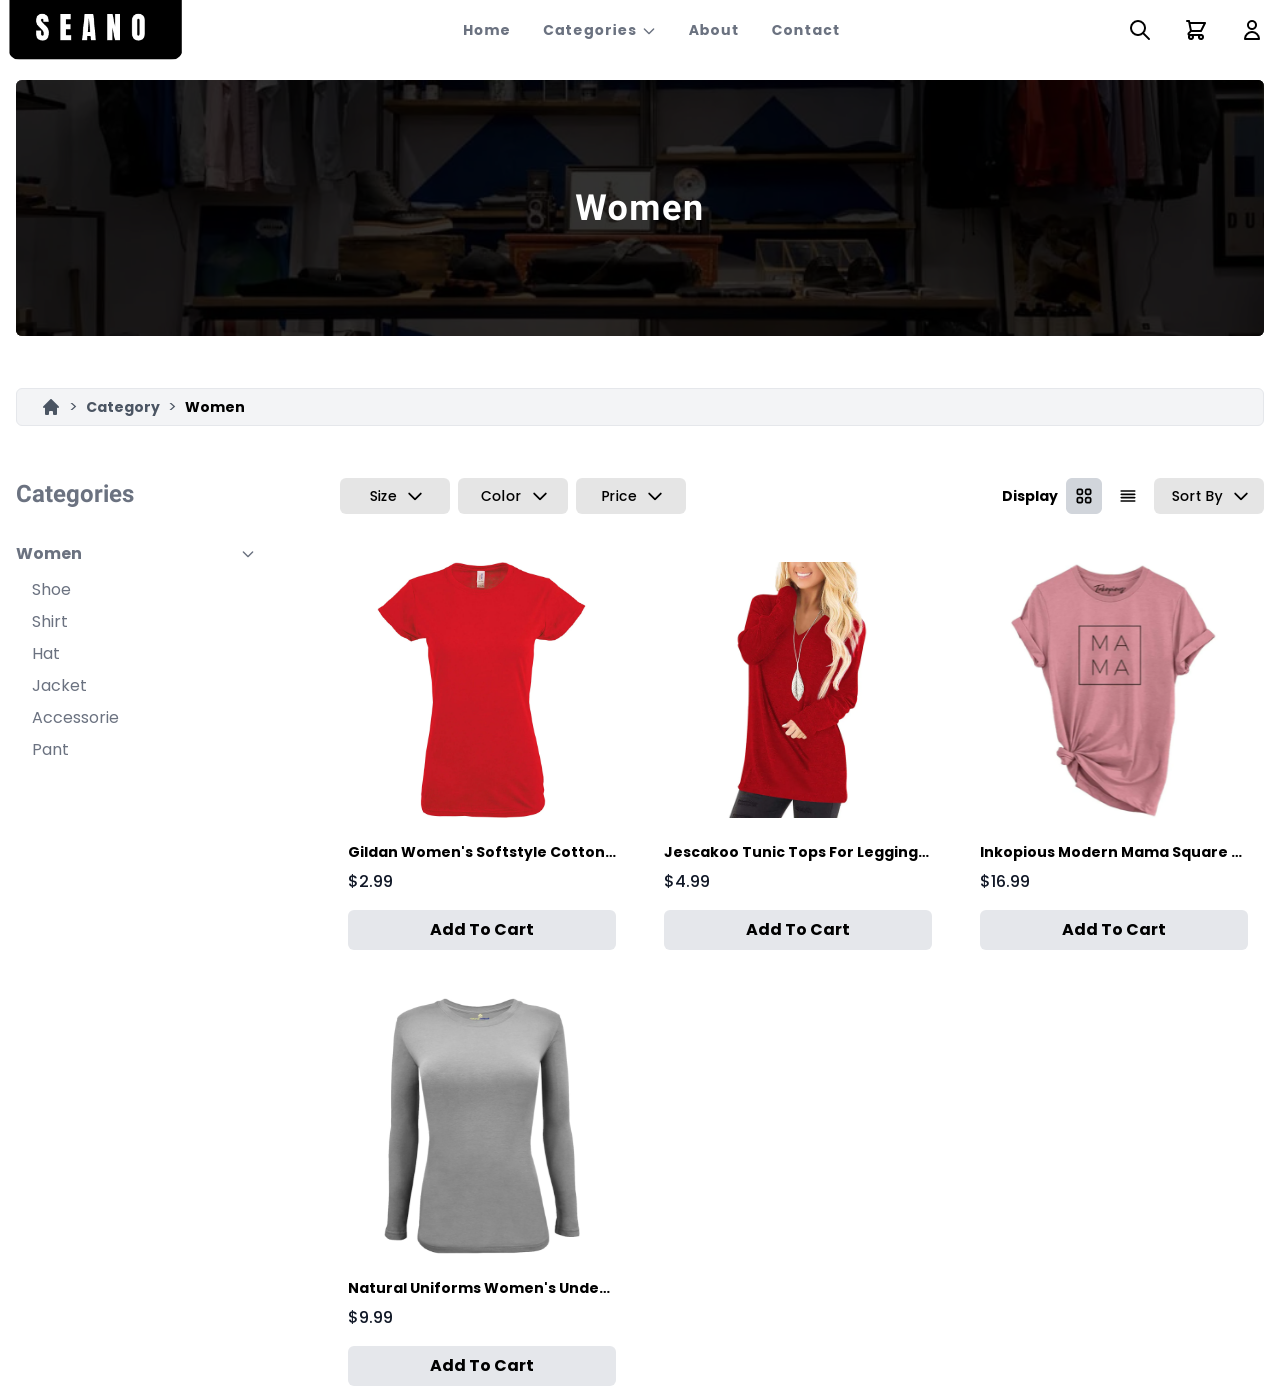 SEANO
Home
Categories
About
Contact
Women
> Category > Women
Categories
Size
Color
Price
Display
Sort By
Women
Shoe
Shirt
Hat
Jacket
Accessorie
Pant
MA
MA
Gildan Women's Softstyle Cotton...
Jescakoo Tunic Tops For Legging...
Inkopious Modern Mama Square ...
$2.99
$4.99
$16.99
Add To Cart
Add To Cart
Add To Cart
Natural Uniforms Women's Unde...
$9.99
Add To Cart